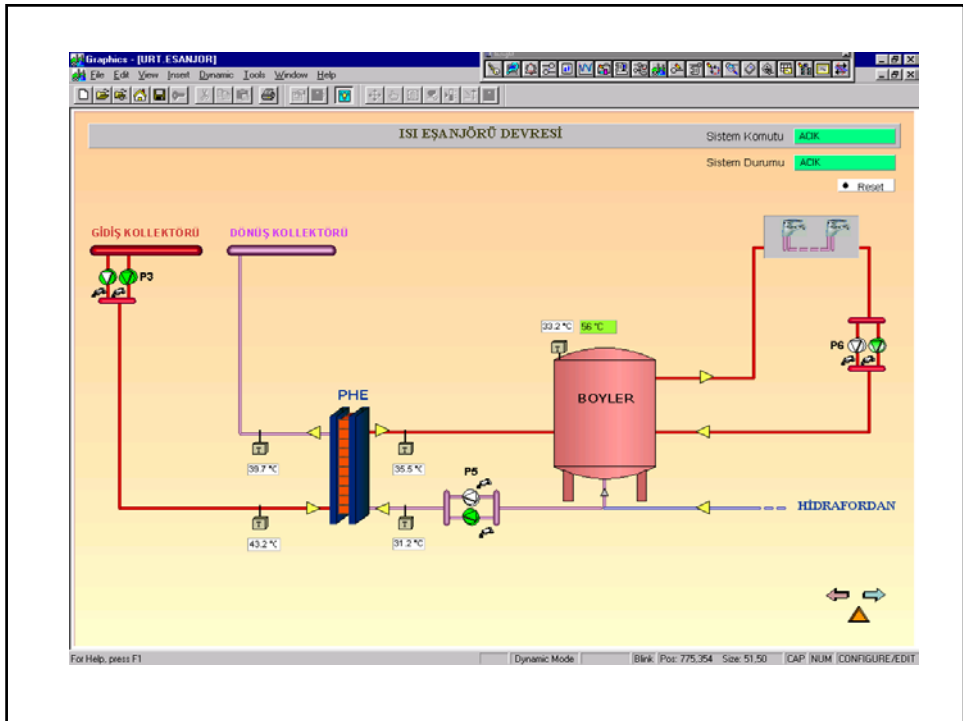 Graphics - [URT.ESANJOR]
File Edit View Insert Dynamic Tools Window Help
ISI EŞANJÖRÜ DEVRESİ
Sistem Komutu ACIK
Sistem Durumu ACIK
Reset
GİDİŞ KOLLEKTÖRÜ
DÖNÜŞ KOLLEKTÖRÜ
P3
33.2 °C 56 °C
P6
PHE
BOYLER
39.7 °C
35.5 °C
P5
HİDRAFORDAN
43.2 °C
31.2 °C
For Help, press F1
Dynamic Mode
Blink Pos: 775,354 Size: 51,50 CAP NUM CONFIGURE/EDIT